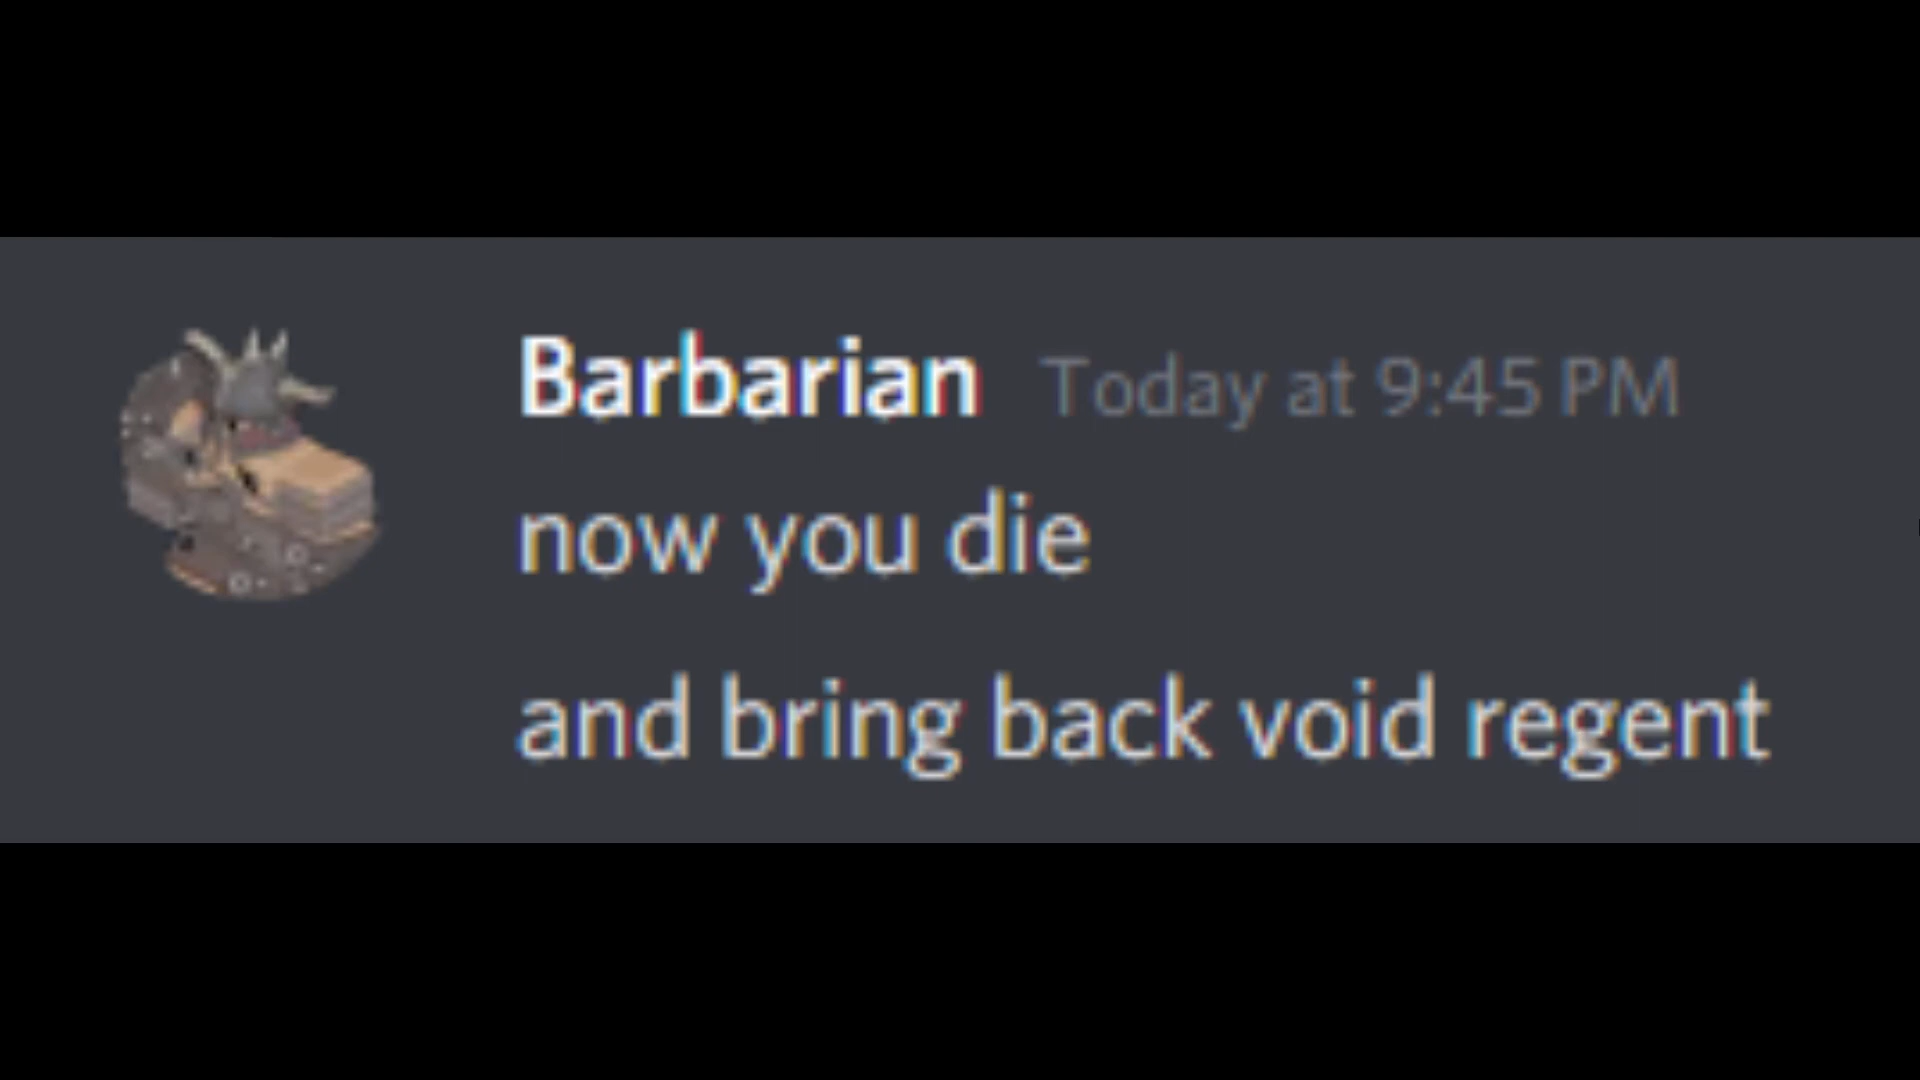 Barbarian Today at 9:45 PM
now you die
and bring back void regent